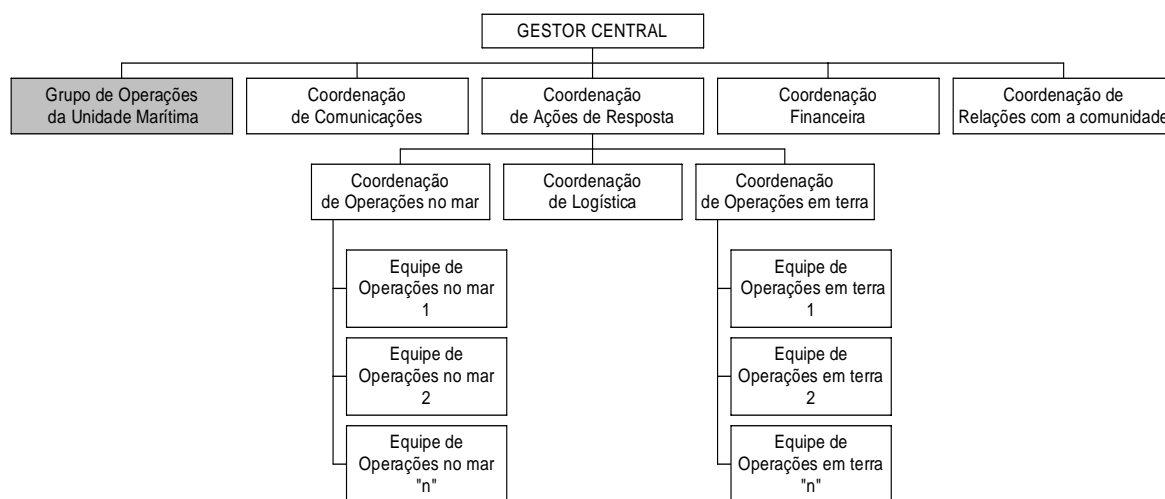 GESTOR CENTRAL
Grupo de Operações
da Unidade Marítima
Coordenação
de Comunicações
Coordenação
de Ações de Resposta
Coordenação
Financeira
Coordenação de
Relações com a comunidade
Coordenação
de Operações no mar
Coordenação
de Logística
Coordenação
de Operações em terra
Equipe de
Operações no mar
1
Equipe de
Operações no mar
2
Equipe de
Operações no mar
"n"
Equipe de
Operações em terra
1
Equipe de
Operações em terra
2
Equipe de
Operações em terra
"n"